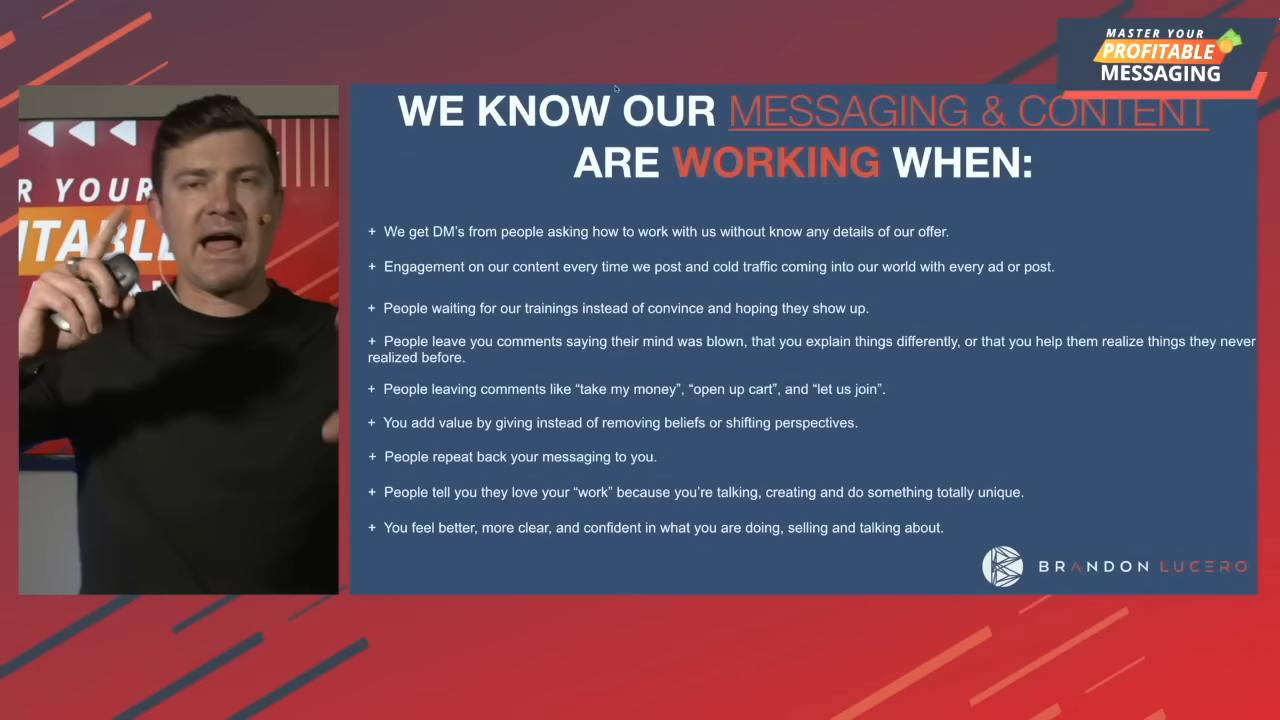 MASTER YOUR
PROFITABLE
MESSAGING
R YOUR
ITABLE
WE KNOW OUR MESSAGING & CONTENT
ARE WORKING WHEN:
+ We get DM's from people asking how to work with us without know any details of our offer.
+ Engagement on our content every time we post and cold traffic coming into our world with every ad or post.
+ People waiting for our trainings instead of convince and hoping they show up.
+ People leave you comments saying their mind was blown, that you explain things differently, or that you help them realize things they never
realized before.
+ People leaving comments like “take my money”, “open up cart”, and “let us join”.
+ You add value by giving instead of removing beliefs or shifting perspectives.
+ People repeat back your messaging to you.
+ People tell you they love your “work” because you're talking, creating and do something totally unique.
+ You feel better, more clear, and confident in what you are doing, selling and talking about.
BRANDON LUCERO